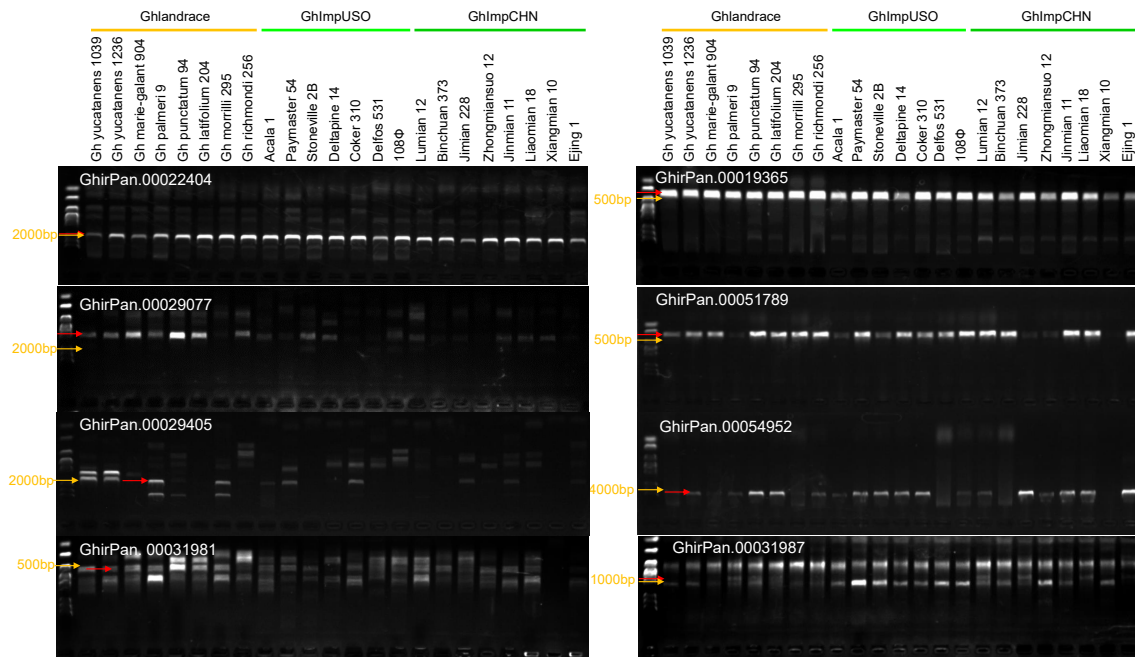 Ghlandrace GhImpUSO GhImpCHN
Gh yucatanens 1039
Gh yucatanens 1236
Gh marie-galant 904
Gh palmeri 9
Gh punctatum 94
Gh latifolium 204
Gh morrilli 295
Gh richmondi 256
Acala 1
Paymaster 54
Stoneville 2B
Deltapine 14
Coker 310
Delfos 531
108Φ
Lumian 12
Binchuan 373
Jimian 228
Zhongmiansuo 12
Jinmian 11
Liaomian 18
Xiangmian 10
Ejing 1
GhirPan.00022404
2000bp
GhirPan.00029077
2000bp
GhirPan.00029405
2000bp
GhirPan. 00031981
500bp
Ghlandrace GhImpUSO GhImpCHN
Gh yucatanens 1039
Gh yucatanens 1236
Gh marie-galant 904
Gh palmeri 9
Gh punctatum 94
Gh latifolium 204
Gh morrilli 295
Gh richmondi 256
Acala 1
Paymaster 54
Stoneville 2B
Deltapine 14
Coker 310
Delfos 531
108Φ
Lumian 12
Binchuan 373
Jimian 228
Zhongmiansuo 12
Jinmian 11
Liaomian 18
Xiangmian 10
Ejing 1
GhirPan.00019365
500bp
GhirPan.00051789
500bp
GhirPan.00054952
4000bp
GhirPan.00031987
1000bp